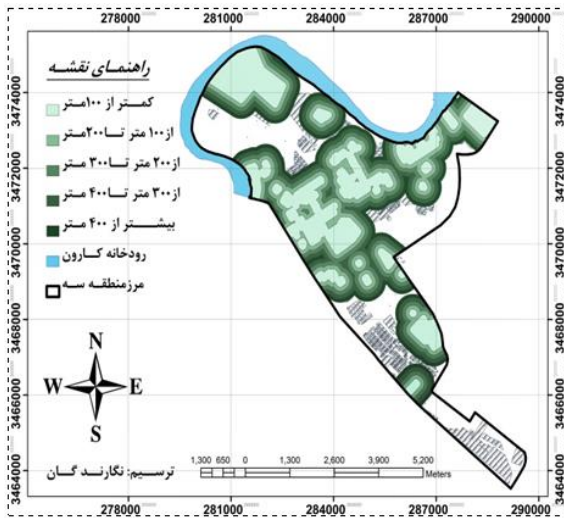 278000 281000 284000 287000 290000
راهنمای نقشه
کمتر از ۱۰۰متر
از۱۰۰ متر تا۲۰۰متر
از۲۰۰ متر تا۳۰۰ متر
از۳۰۰ متر تا۴۰۰ متر
بیشتر از ۴۰۰ متر
رودخانه کارون
مرزمنطقه سه
3474000 3474000
3472000 3472000
3470000 3470000
3468000 3468000
3466000 3466000
3464000 3464000
N
W E
S
1,300 650 0 1,300 2,600 3,900 5,200
Meters
ترسیم: نگارند گان
278000 281000 284000 287000 290000